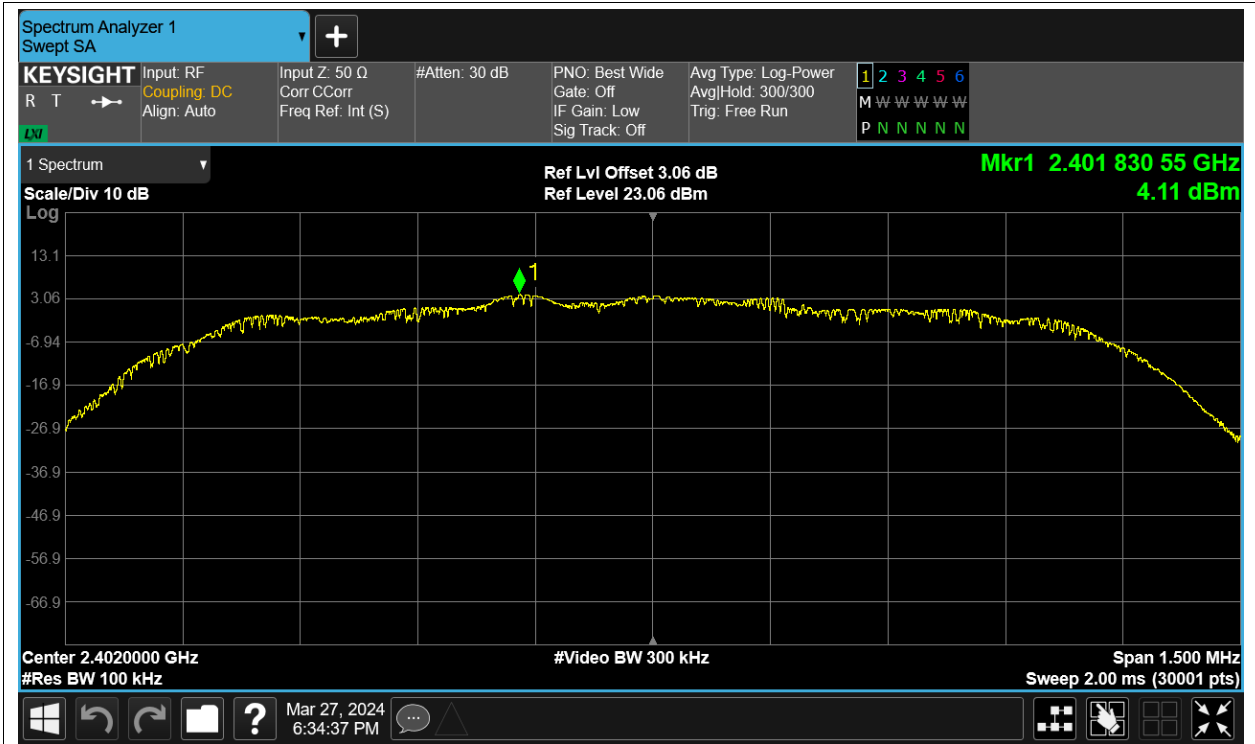 Spectrum Analyzer 1
Swept SA
KEYSIGHT
R T
LXI
Input: RF
Coupling: DC
Align: Auto
Input Z: 50 Ω
Corr CCorr
Freq Ref: Int (S)
#Atten: 30 dB
PNO: Best Wide
Gate: Off
IF Gain: Low
Sig Track: Off
Avg Type: Log-Power
Avg|Hold: 300/300
Trig: Free Run
1 2 3 4 5 6
M W W W W W
P N N N N N
1 Spectrum
Scale/Div 10 dB
Log
Ref Lvl Offset 3.06 dB
Ref Level 23.06 dBm
Mkr1 2.401 830 55 GHz
4.11 dBm
1
13.1
3.06
-6.94
-16.9
-26.9
-36.9
-46.9
-56.9
-66.9
Center 2.4020000 GHz
#Video BW 300 kHz
Span 1.500 MHz
#Res BW 100 kHz
Sweep 2.00 ms (30001 pts)
?
Mar 27, 2024
6:34:37 PM